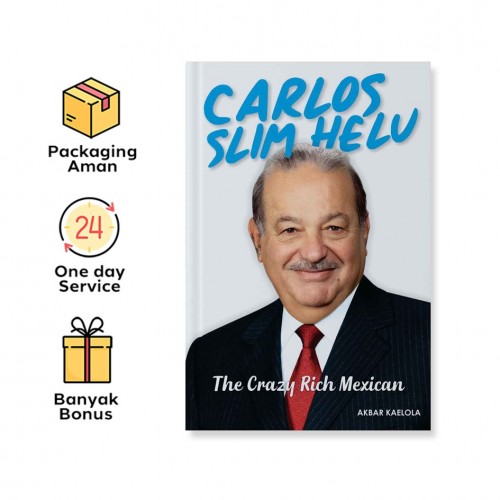 Packaging
Aman
24
One day
Service
Banyak
Bonus
CARLOS
SLIM HELU
The Crazy Rich Mexican
AKBAR KAELOLA